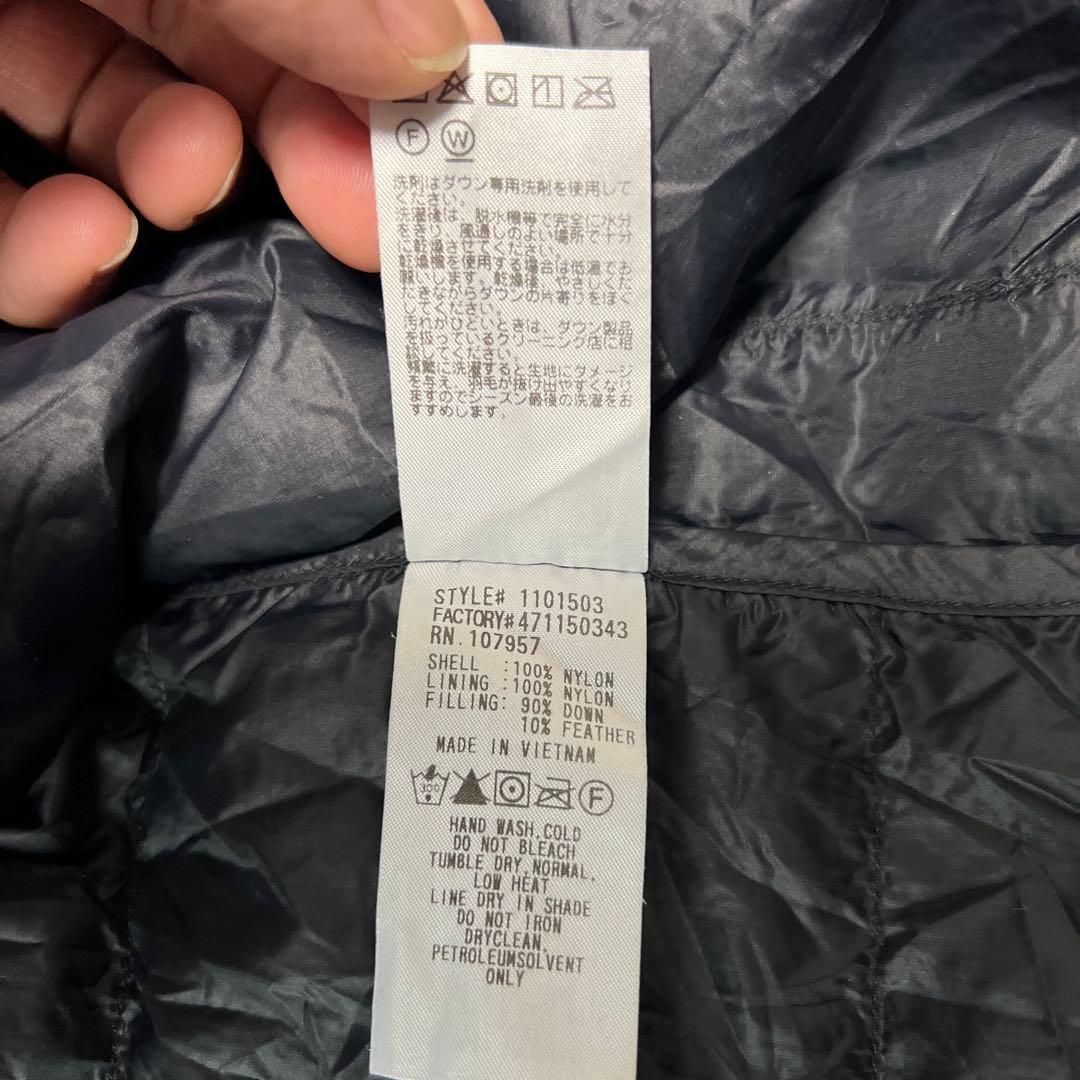 F W
洗剤はダウン専用洗剤を使用して
ください。
洗濯後は、脱水機等で完全に水分
をきり、風通しのよい場所で十分
に乾燥させてください。
乾燥機を使用する場合は低温でお
願いします。乾燥後、やさしくた
だきながらダウンの片寄りをほぐ
してください。
汚れがひどいときは、ダウン製品
を扱っているクリーニング店に相
談してください。
頻繁に洗濯すると生地にダメージ
を与え、羽毛が抜け出やすくなり
ますのでシーズン最後の洗濯をお
すすめします。
STYLE# 1101503
FACTORY#471150343
RN. 107957
SHELL :100% NYLON
LINING :100% NYLON
FILLING: 90% DOWN
10% FEATHER
MADE IN VIETNAM
F
HAND WASH,COLD
DO NOT BLEACH
TUMBLE DRY,NORMAL,
LOW HEAT
LINE DRY IN SHADE
DO NOT IRON
DRYCLEAN,
PETROLEUMSOLVENT
ONLY